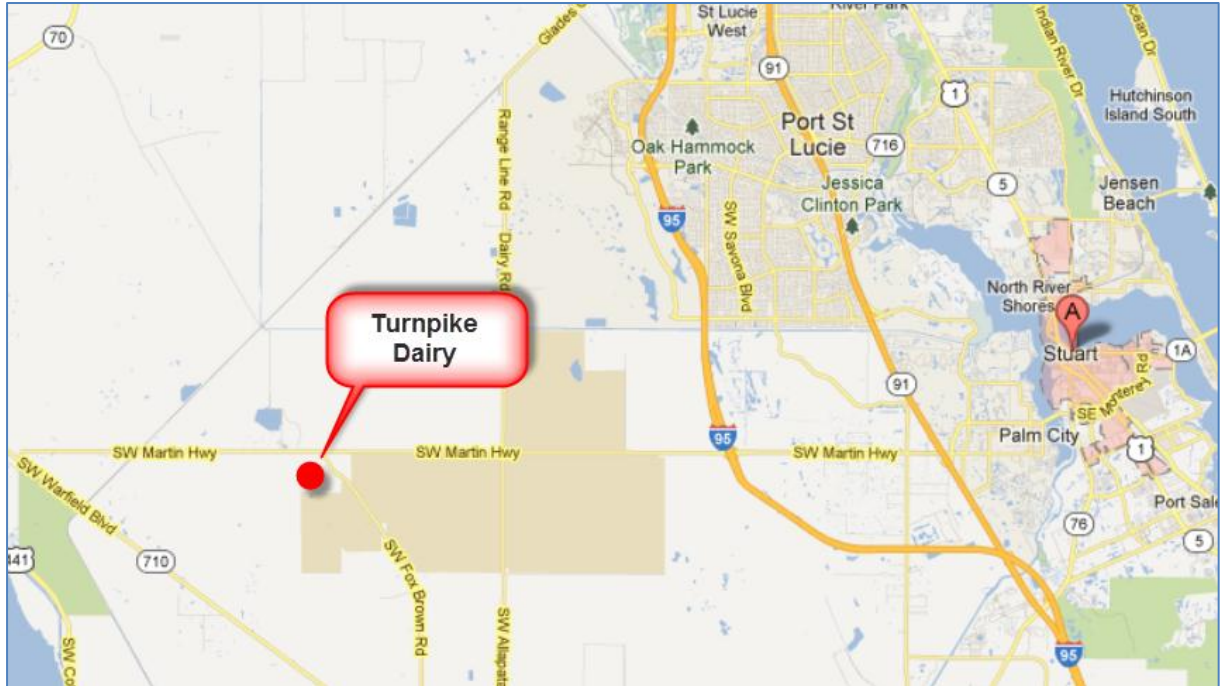 70
Glades
St Lucie
West
River Park
91
1
Indian River Dr
Ocean Dr
Hutchinson
Island South
Range Line Rd
Port St
Lucie
716
Oak Hammock
Park
Jessica
Clinton Park
5
Jensen
Beach
95
SW Savona Blvd
Dairy Rd
North River
Shores
A
Turnpike
Dairy
Stuart
1A
91
SE Monterey Rd
Palm City
95
1
SW Martin Hwy
SW Martin Hwy
SW Martin Hwy
SW Warfield Blvd
Port Sale
76
5
441
710
SW Fox Brown Rd
SW Allapat
SW Co
95